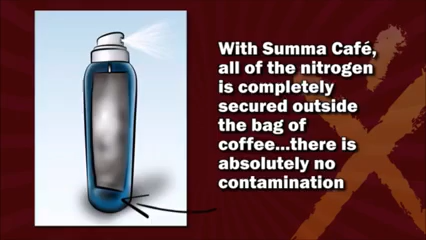 With Summa Café,
all of the nitrogen
is completely
secured outside
the bag of
coffee...there is
absolutely no
contamination